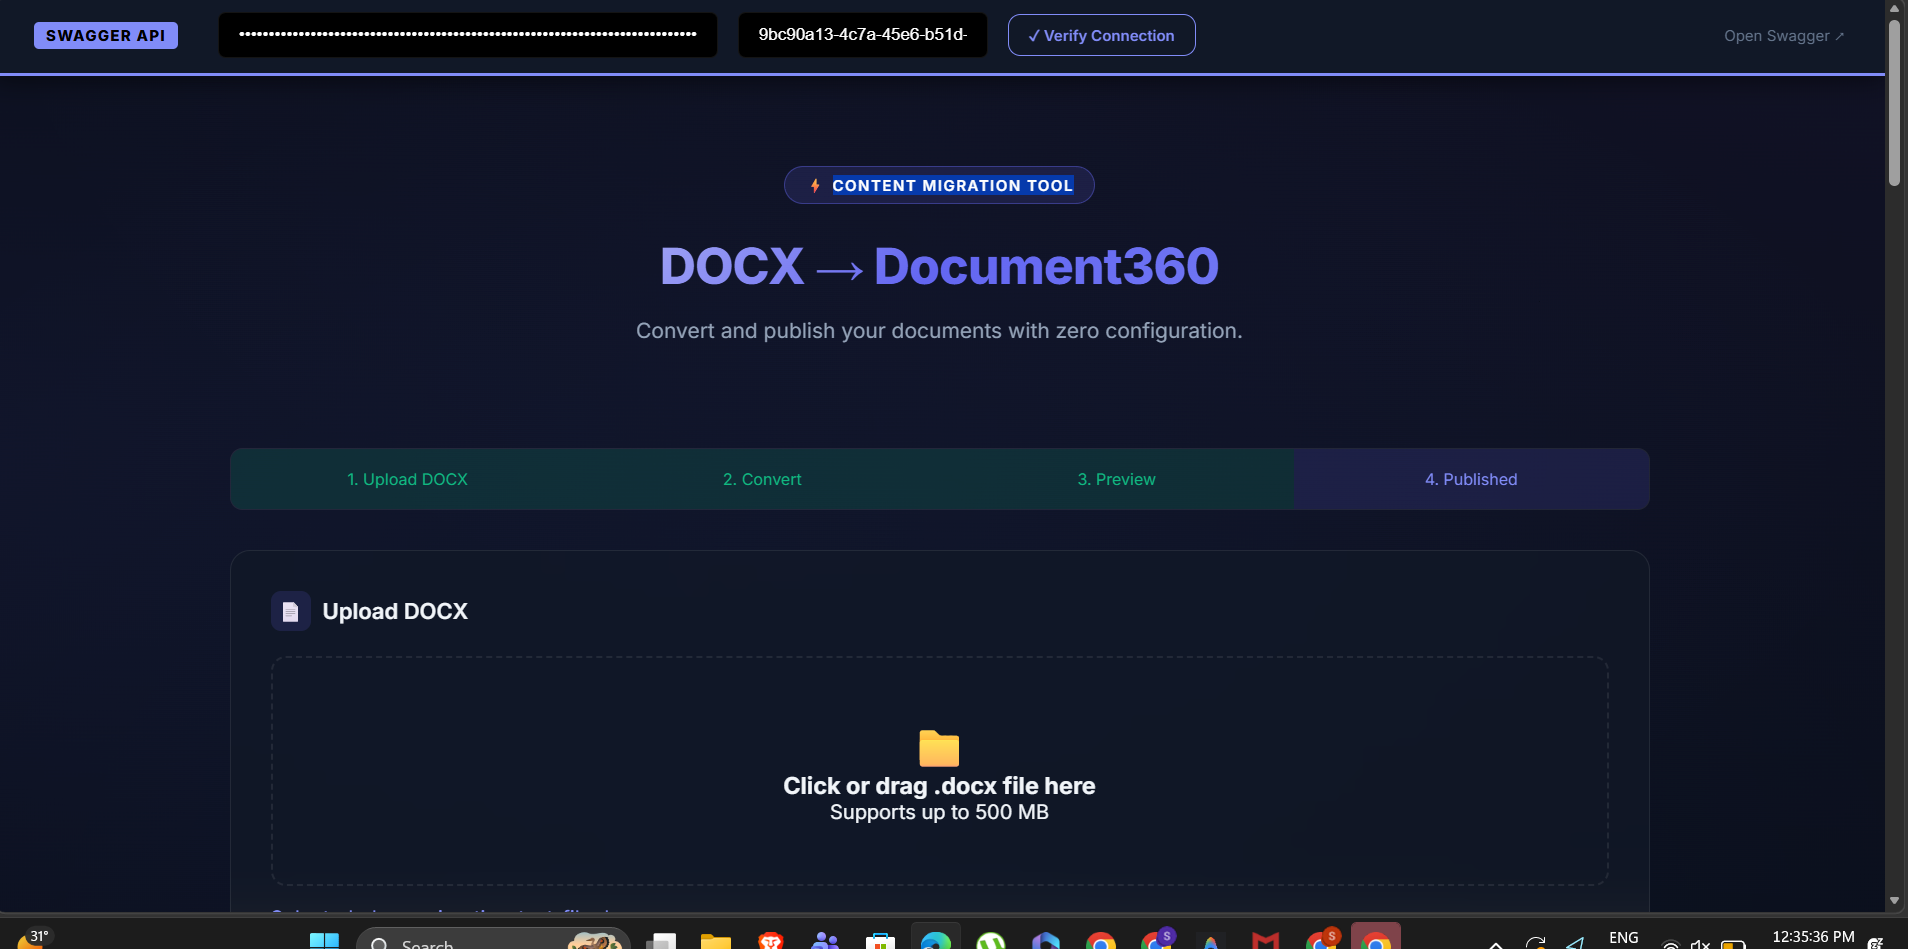 SWAGGER API
9bc90a13-4c7a-45e6-b51d-
✓ Verify Connection
Open Swagger ↗
⚡ CONTENT MIGRATION TOOL
DOCX → Document360
Convert and publish your documents with zero configuration.
1. Upload DOCX
2. Convert
3. Preview
4. Published
Upload DOCX
Click or drag .docx file here
Supports up to 500 MB
31°
Search
S
S
ENG
12:35:36 PM